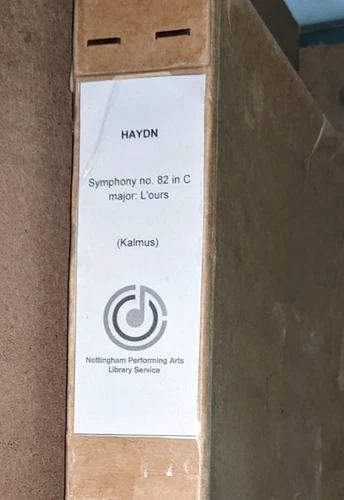 HAYDN
Symphony no. 82 in C
major: L'ours
(Kalmus)
Nottingham Performing Arts
Library Service